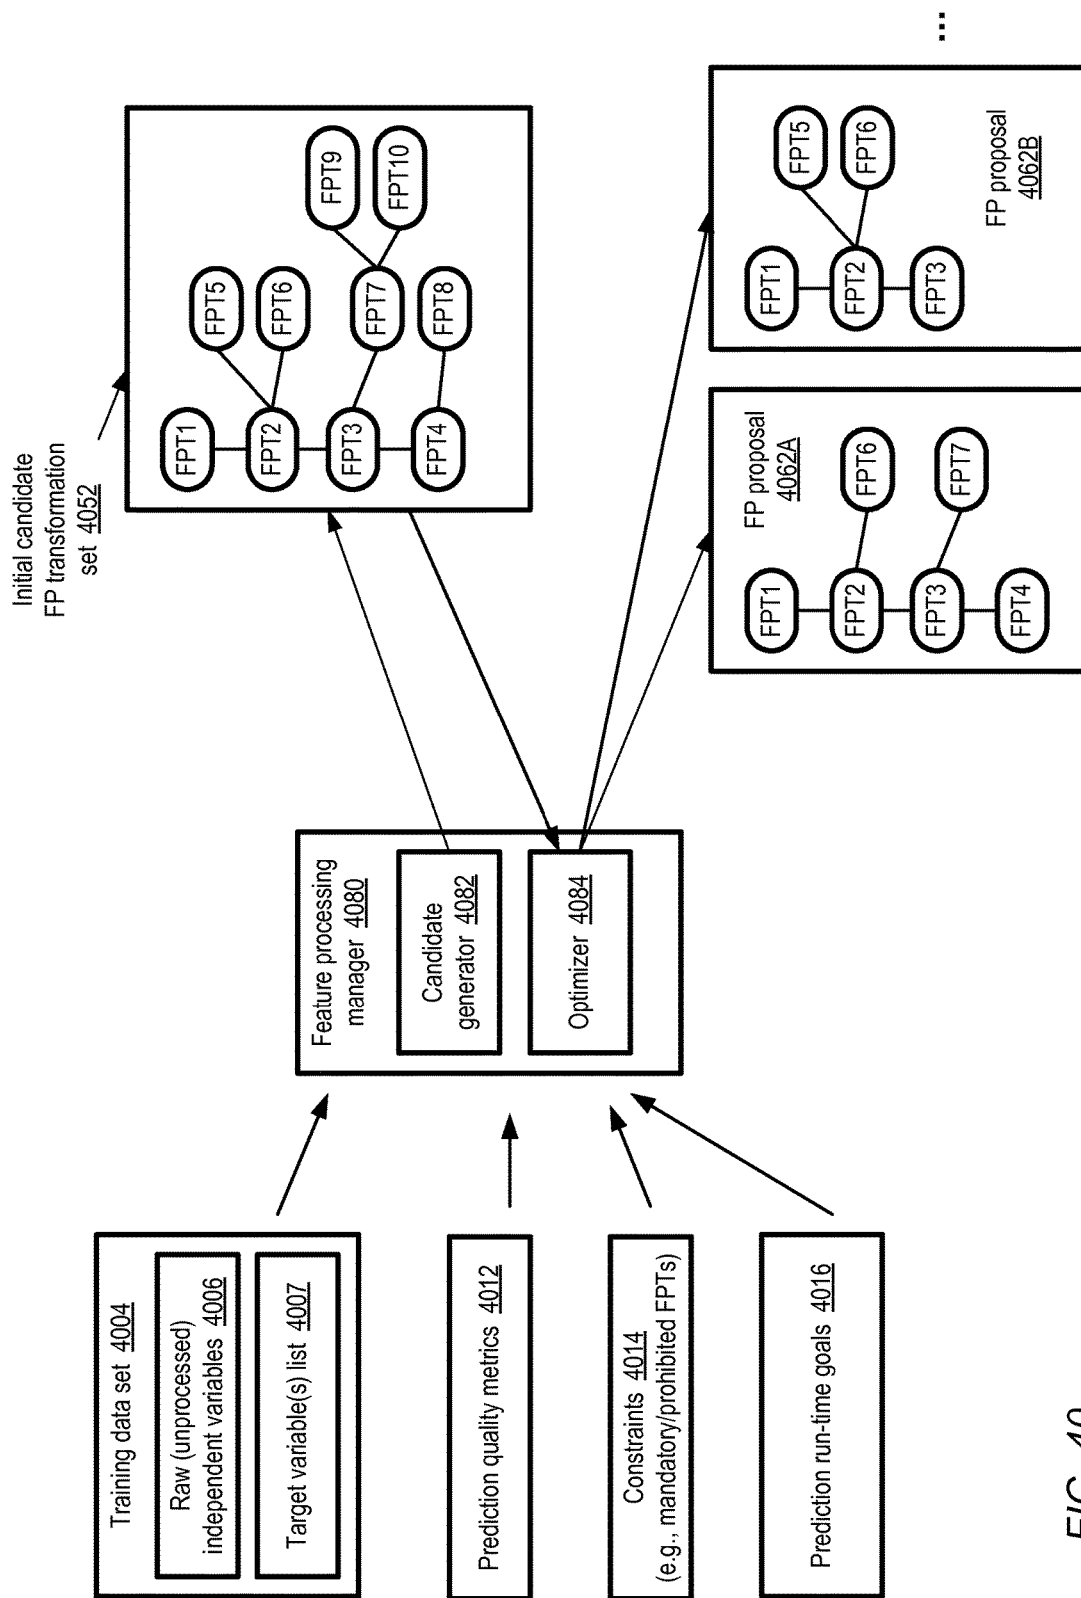 Training data set 4004
Raw (unprocessed)
independent variables 4006
Target variable(s) list 4007
Prediction quality metrics 4012
Constraints 4014
(e.g., mandatory/prohibited FPTs)
Prediction run-time goals 4016
Feature processing
manager 4080
Candidate
generator 4082
Optimizer 4084
Initial candidate
FP transformation
set 4052
FPT1
FPT2
FPT3
FPT4
FPT5
FPT6
FPT7
FPT8
FPT9
FPT10
FP proposal
4062A
FPT1
FPT2
FPT3
FPT4
FPT6
FPT7
FPT1
FPT2
FPT3
FPT5
FPT6
FP proposal
4062B
...
FIG. 40